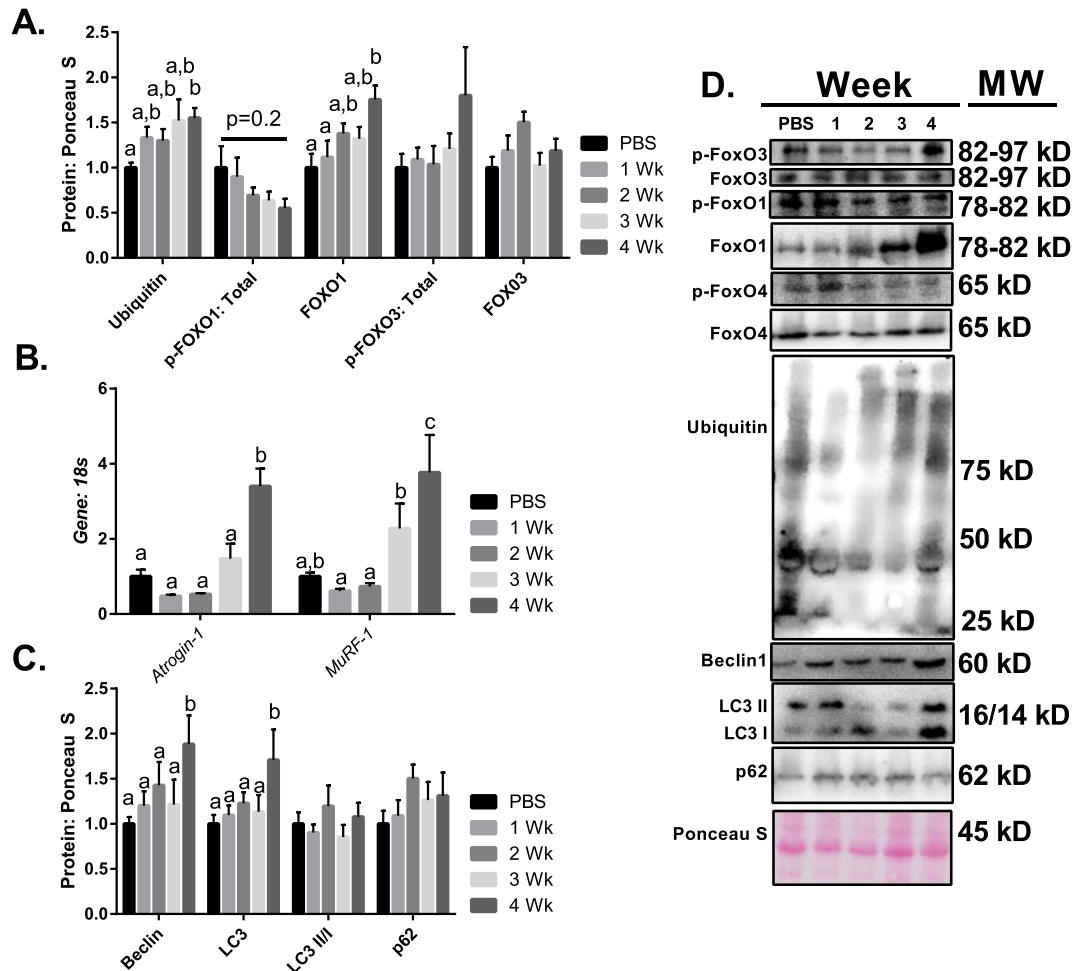 A.
Protein: Ponceau S
2.5
2.0
1.5
1.0
0.5
0.0
a
a,b
a,b
a,b
b
p=0.2
a
a
a,b
a,b
b
Ubiquitin
p-FOXO1: Total
FOXO1
p-FOXO3: Total
FOX03
PBS
1 Wk
2 Wk
3 Wk
4 Wk
B.
Gene: 18s
6
4
2
0
a
a
a
a
b
a,b
a
a
b
c
Atrogin-1
MuRF-1
PBS
1 Wk
2 Wk
3 Wk
4 Wk
C.
Protein: Ponceau S
2.5
2.0
1.5
1.0
0.5
0.0
a
a
a
a
b
a
a
a
a
b
Beclin
LC3
LC3 II/I
p62
PBS
1 Wk
2 Wk
3 Wk
4 Wk
D.
Week
MW
PBS 1 2 3 4
p-FoxO3 82-97 kD
FoxO3 82-97 kD
p-FoxO1 78-82 kD
FoxO1 78-82 kD
p-FoxO4 65 kD
FoxO4 65 kD
Ubiquitin
75 kD
50 kD
25 kD
Beclin1 60 kD
LC3 II
16/14 kD
LC3 I
p62 62 kD
Ponceau S 45 kD